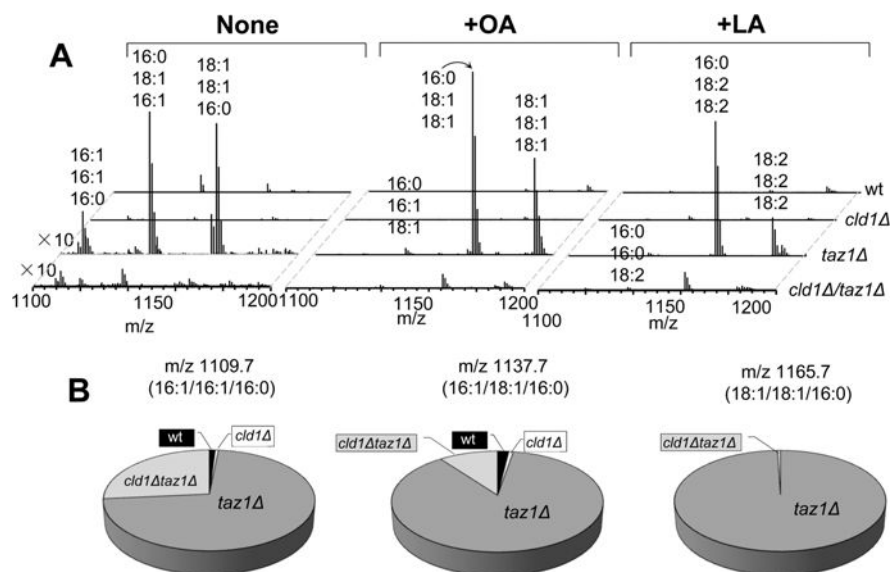 None
+OA
+LA
A
16:0
18:1
16:1
18:1
18:1
16:0
16:1
16:1
16:0
16:0
18:1
18:1
18:1
18:1
18:1
16:0
16:1
18:1
16:0
18:2
18:2
18:2
18:2
18:2
16:0
16:0
18:2
wt
cld1Δ
taz1Δ
cld1Δ/taz1Δ
×10
×10
1100
1150
1200
m/z
1150
1200
m/z
1100
1150
1200
m/z
B
m/z 1109.7
(16:1/16:1/16:0)
wt
cld1Δ
cld1Δtaz1Δ
taz1Δ
m/z 1137.7
(16:1/18:1/16:0)
cld1Δtaz1Δ
wt
cld1Δ
taz1Δ
m/z 1165.7
(18:1/18:1/16:0)
cld1Δtaz1Δ
taz1Δ